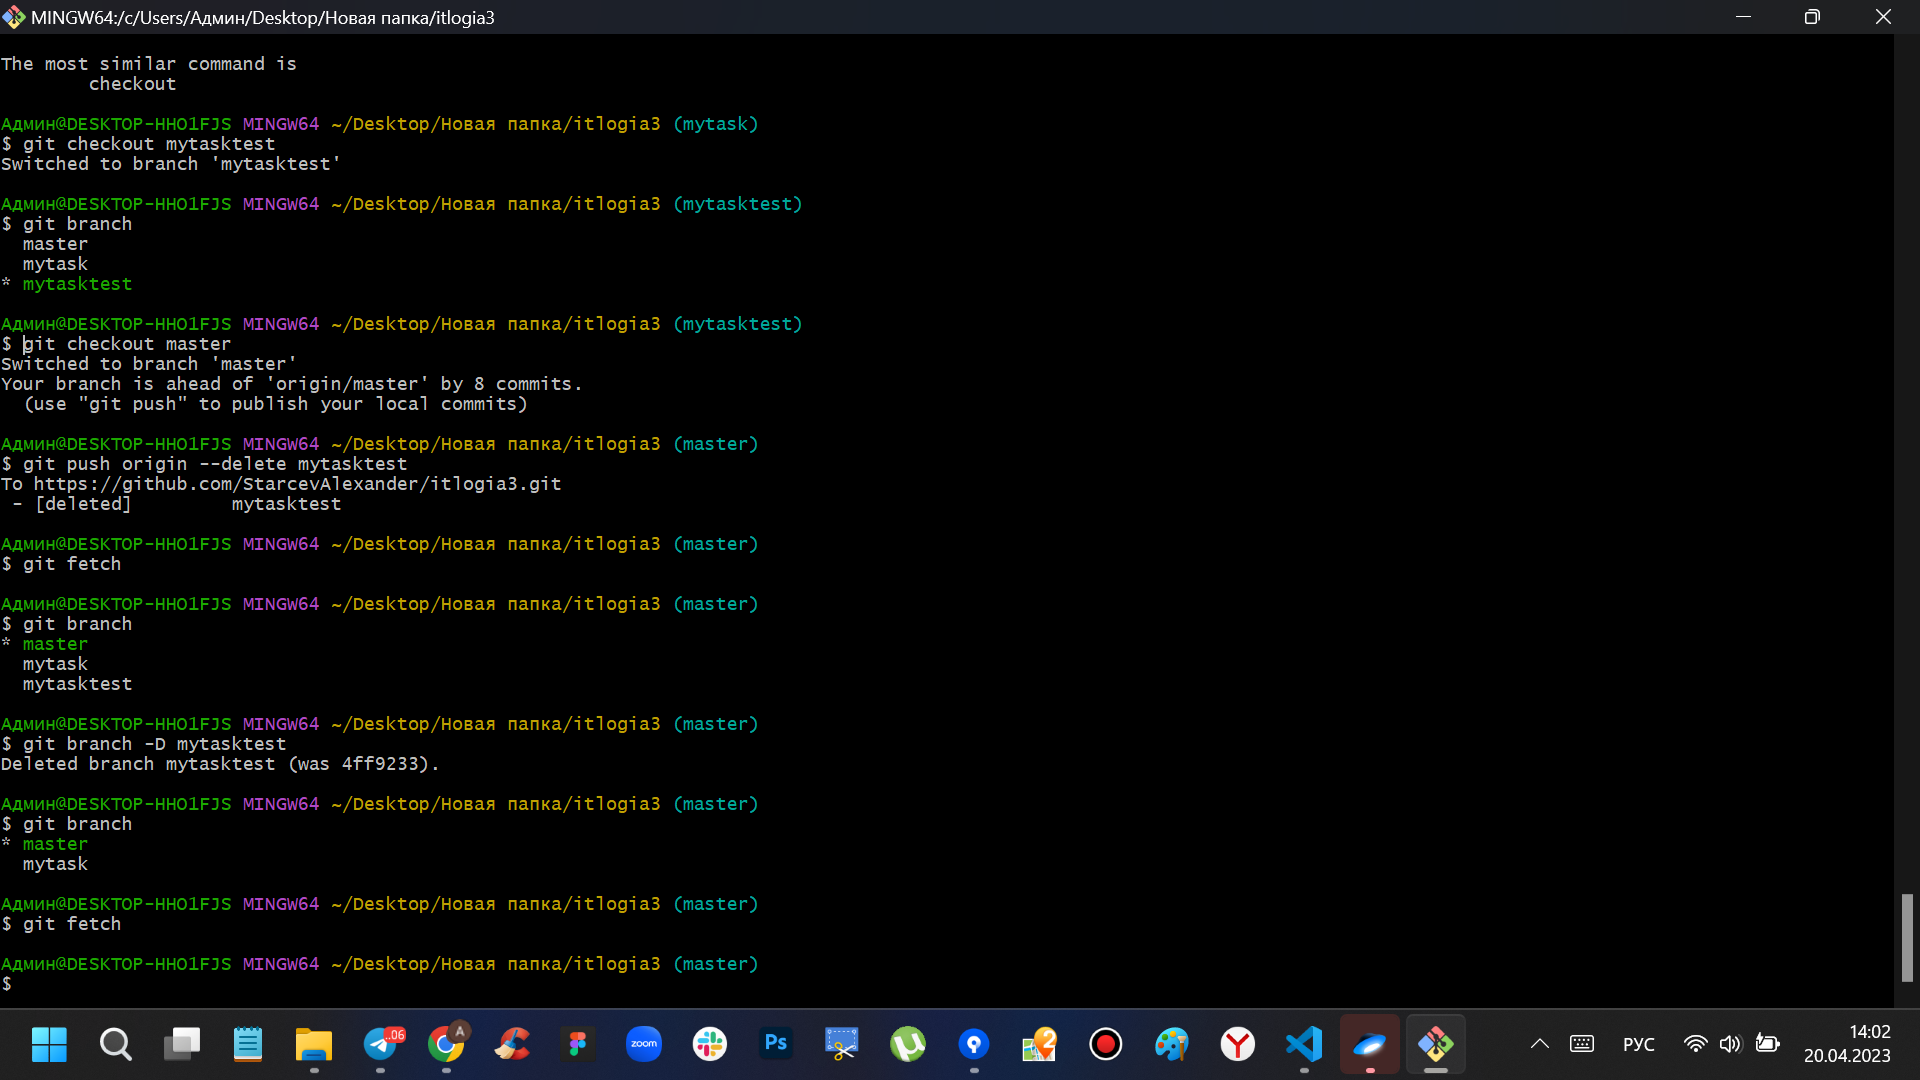 MINGW64:/c/Users/Админ/Desktop/Новая папка/itlogia3
The most similar command is
checkout
Админ@DESKTOP-HHO1FJS MINGW64 ~/Desktop/Новая папка/itlogia3 (mytask)
$ git checkout mytasktest
Switched to branch 'mytasktest'
Админ@DESKTOP-HHO1FJS MINGW64 ~/Desktop/Новая папка/itlogia3 (mytasktest)
$ git branch
master
mytask
* mytasktest
Админ@DESKTOP-HHO1FJS MINGW64 ~/Desktop/Новая папка/itlogia3 (mytasktest)
$ git checkout master
Switched to branch 'master'
Your branch is ahead of 'origin/master' by 8 commits.
(use "git push" to publish your local commits)
Админ@DESKTOP-HHO1FJS MINGW64 ~/Desktop/Новая папка/itlogia3 (master)
$ git push origin --delete mytasktest
To https://github.com/StarcevAlexander/itlogia3.git
- [deleted]         mytasktest
Админ@DESKTOP-HHO1FJS MINGW64 ~/Desktop/Новая папка/itlogia3 (master)
$ git fetch
Админ@DESKTOP-HHO1FJS MINGW64 ~/Desktop/Новая папка/itlogia3 (master)
$ git branch
* master
mytask
mytasktest
Админ@DESKTOP-HHO1FJS MINGW64 ~/Desktop/Новая папка/itlogia3 (master)
$ git branch -D mytasktest
Deleted branch mytasktest (was 4ff9233).
Админ@DESKTOP-HHO1FJS MINGW64 ~/Desktop/Новая папка/itlogia3 (master)
$ git branch
* master
mytask
Админ@DESKTOP-HHO1FJS MINGW64 ~/Desktop/Новая папка/itlogia3 (master)
$ git fetch
Админ@DESKTOP-HHO1FJS MINGW64 ~/Desktop/Новая папка/itlogia3 (master)
$
..06
A
zoom
Ps
2
РУС
14:02
20.04.2023